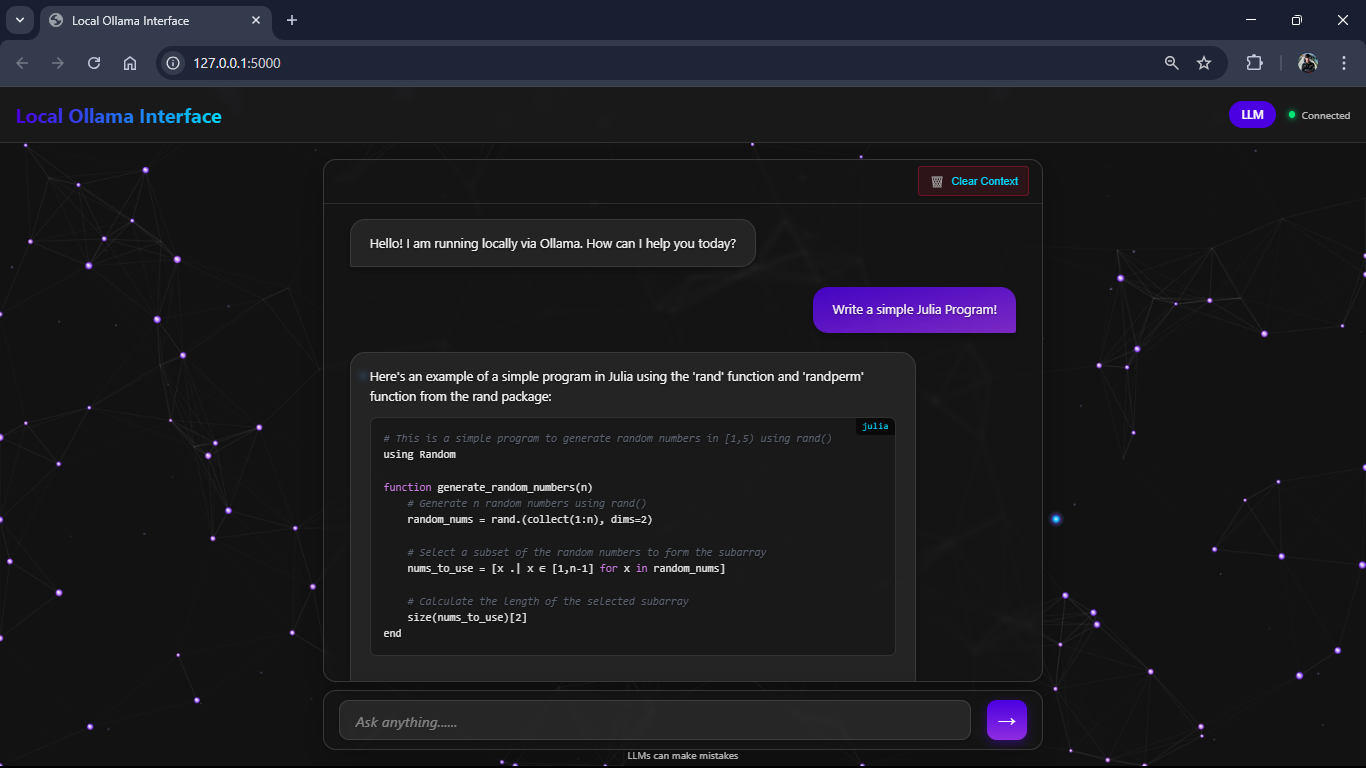 Local Ollama Interface
127.0.0.1:5000
Local Ollama Interface
LLM
Connected
Clear Context
Hello! I am running locally via Ollama. How can I help you today?
Write a simple Julia Program!
Here's an example of a simple program in Julia using the 'rand' function and 'randperm'
function from the rand package:
julia
# This is a simple program to generate random numbers in [1,5) using rand()
using Random
function generate_random_numbers(n)
    # Generate n random numbers using rand()
    random_nums = rand.(collect(1:n), dims=2)
    # Select a subset of the random numbers to form the subarray
    nums_to_use = [x .| x ∈ [1,n-1] for x in random_nums]
    # Calculate the length of the selected subarray
    size(nums_to_use)[2]
end
Ask anything......
LLMs can make mistakes